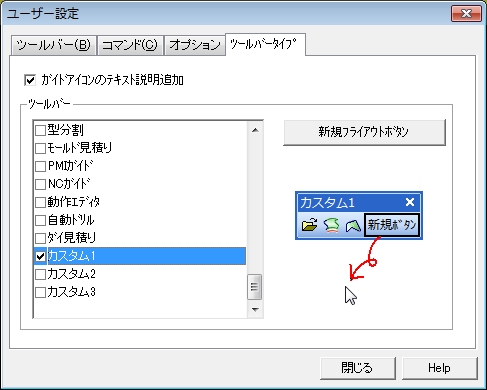 ユーザー設定
ツールバー(B)
コマンド(C)
オプション
ツールバータイプ
ガイドアイコンのテキスト説明追加
ツールバー
型分割
モールド見積り
PMガイド
NCガイド
動作エディタ
自動ドリル
ダイ見積り
カスタム1
カスタム2
カスタム3
新規フライアウトボタン
カスタム1
新規ボタン
閉じる
Help